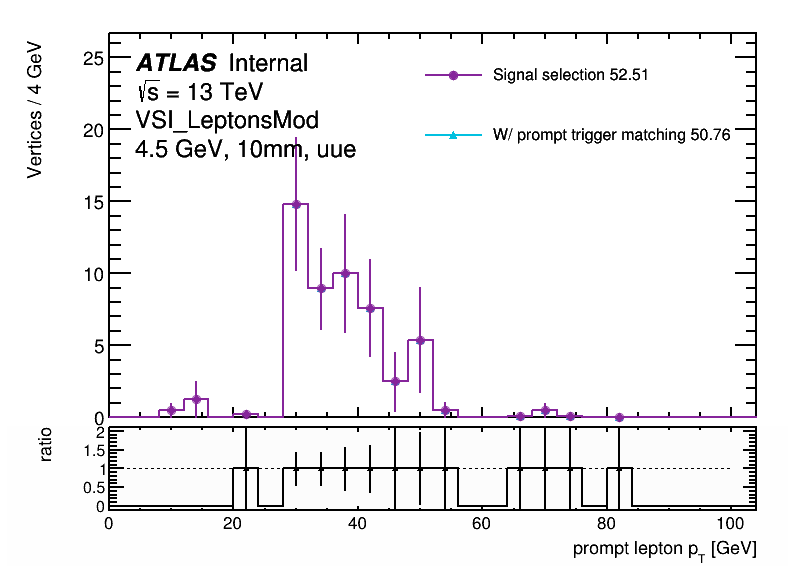 Vertices / 4 GeV
25
20
15
10
5
0
ATLAS Internal
√s = 13 TeV
VSI_LeptonsMod
4.5 GeV, 10mm, uue
Signal selection 52.51
W/ prompt trigger matching 50.76
ratio
2
1.5
1
0.5
0
0 20 40 60 80 100
prompt lepton pT [GeV]